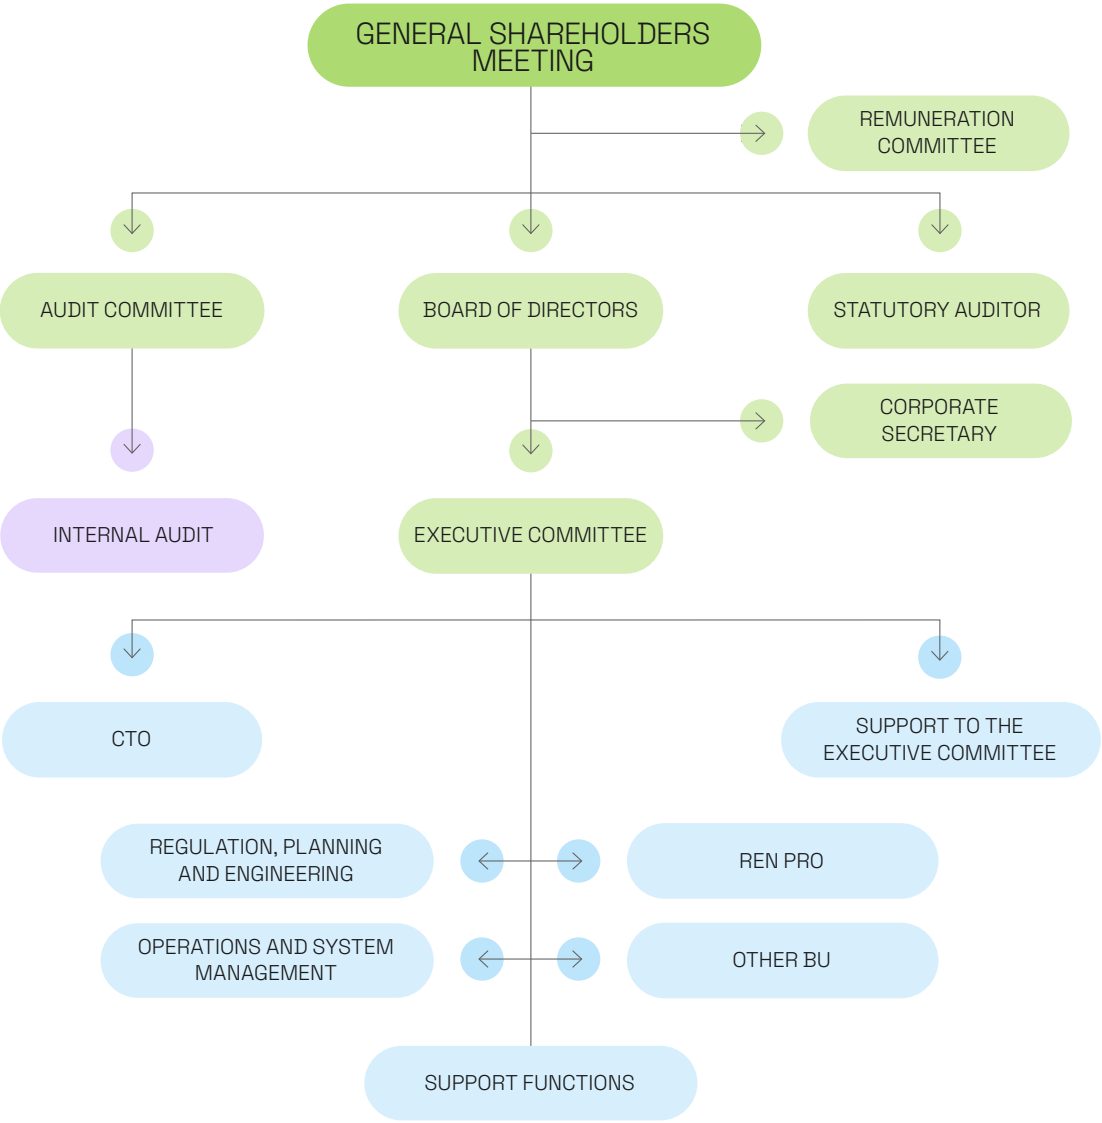 GENERAL SHAREHOLDERS
MEETING
REMUNERATION
COMMITTEE
AUDIT COMMITTEE
BOARD OF DIRECTORS
STATUTORY AUDITOR
CORPORATE
SECRETARY
INTERNAL AUDIT
EXECUTIVE COMMITTEE
CTO
SUPPORT TO THE
EXECUTIVE COMMITTEE
REGULATION, PLANNING
AND ENGINEERING
REN PRO
OPERATIONS AND SYSTEM
MANAGEMENT
OTHER BU
SUPPORT FUNCTIONS